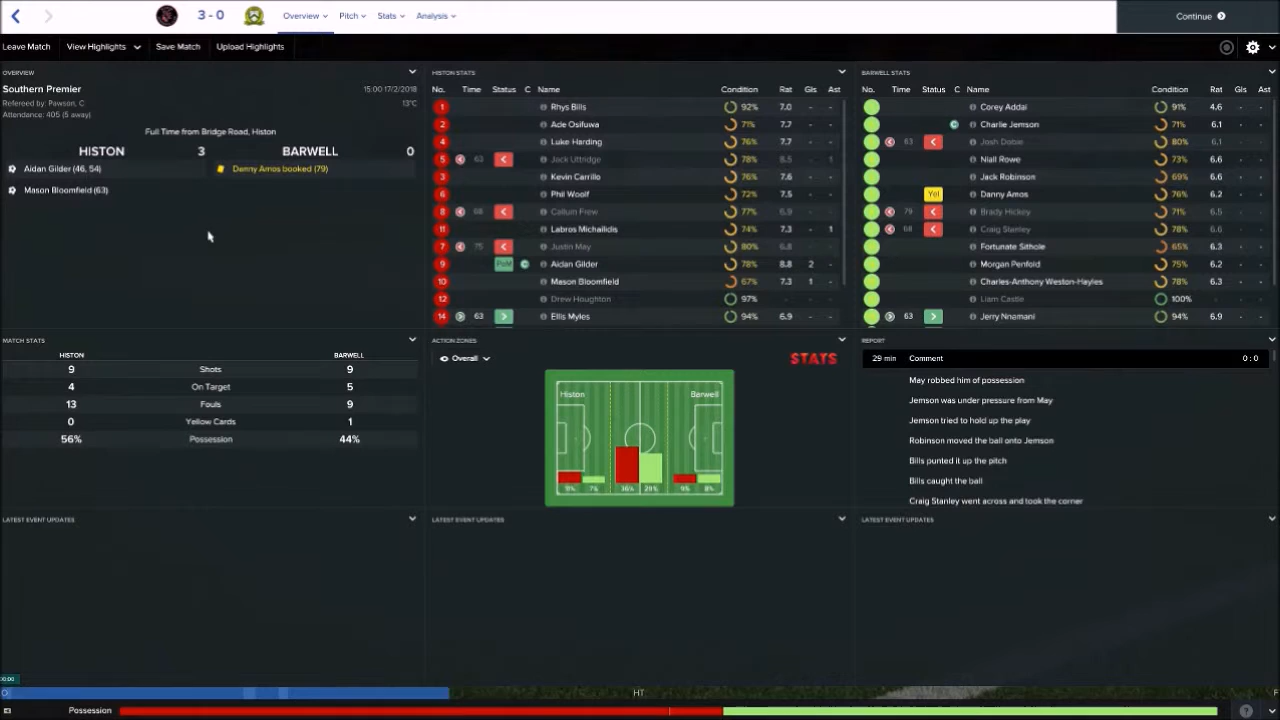 3 - 0
Overview Pitch Stats Analysis
Continue
Leave Match View Highlights Save Match Upload Highlights
OVERVIEW
Southern Premier 15:00 17/2/2018
Refereed by: Pawson, C 13°C
Attendance: 405 (5 away)
Full Time from Bridge Road, Histon
HISTON 3 BARWELL 0
Aidan Gilder (46, 54) Danny Amos booked (79)
Mason Bloomfield (63)
HISTON STATS
No. Time Status C Name Condition Rat Gls Ast
1 Rhys Bills 92% 7.0 - -
2 Ade Osifuwa 71% 7.7 - -
4 Luke Harding 76% 7.7 - -
5 63 Jack Uttridge 78% 8.5 - 1
3 Kevin Carrillo 76% 7.6 - -
6 Phil Woolf 72% 7.5 - -
8 68 Callum Frew 77% 6.9 - -
11 Labros Michailidis 74% 7.3 - 1
7 75 Justin May 80% 6.8 - -
9 PoM C Aidan Gilder 78% 8.8 2 -
10 Mason Bloomfield 67% 7.3 1 -
12 Drew Houghton 97%
14 63 Ellis Myles 94% 6.9 - -
BARWELL STATS
No. Time Status C Name Condition Rat Gls Ast
Corey Addai 91% 4.6 - -
C Charlie Jemson 71% 6.1 - -
63 Josh Dobie 80% 6.1 - -
Niall Rowe 73% 6.6 - -
Jack Robinson 69% 6.6 - -
Yel Danny Amos 76% 6.2 - -
79 Brady Hickey 71% 6.5 - -
68 Craig Stanley 78% 6.6 - -
Fortunate Sithole 65% 6.3 - -
Morgan Penfold 75% 6.2 - -
Charles-Anthony Weston-Hayles 78% 6.3 - -
Liam Castle 100%
63 Jerry Nnamani 94% 6.9 - -
MATCH STATS
HISTON BARWELL
9 Shots 9
4 On Target 5
13 Fouls 9
0 Yellow Cards 1
56% Possession 44%
ACTION ZONES
Overall STATS
Histon Barwell
11% 7% 36% 29% 9% 8%
REPORT
29 min Comment 0 : 0
May robbed him of possession
Jemson was under pressure from May
Jemson tried to hold up the play
Robinson moved the ball onto Jemson
Bills punted it up the pitch
Bills caught the ball
Craig Stanley went across and took the corner
LATEST EVENT UPDATES LATEST EVENT UPDATES LATEST EVENT UPDATES
00:00
HT F
Possession